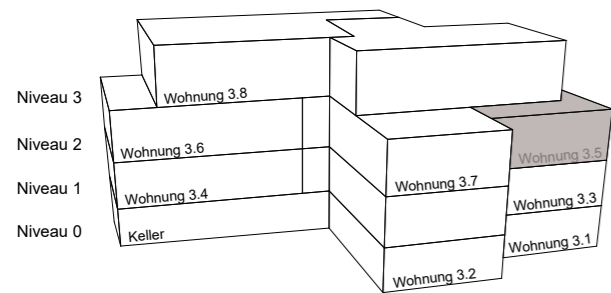 Niveau 3
Wohnung 3.8
Niveau 2
Wohnung 3.6
Wohnung 3.5
Niveau 1
Wohnung 3.4
Wohnung 3.7
Wohnung 3.3
Niveau 0
Keller
Wohnung 3.1
Wohnung 3.2